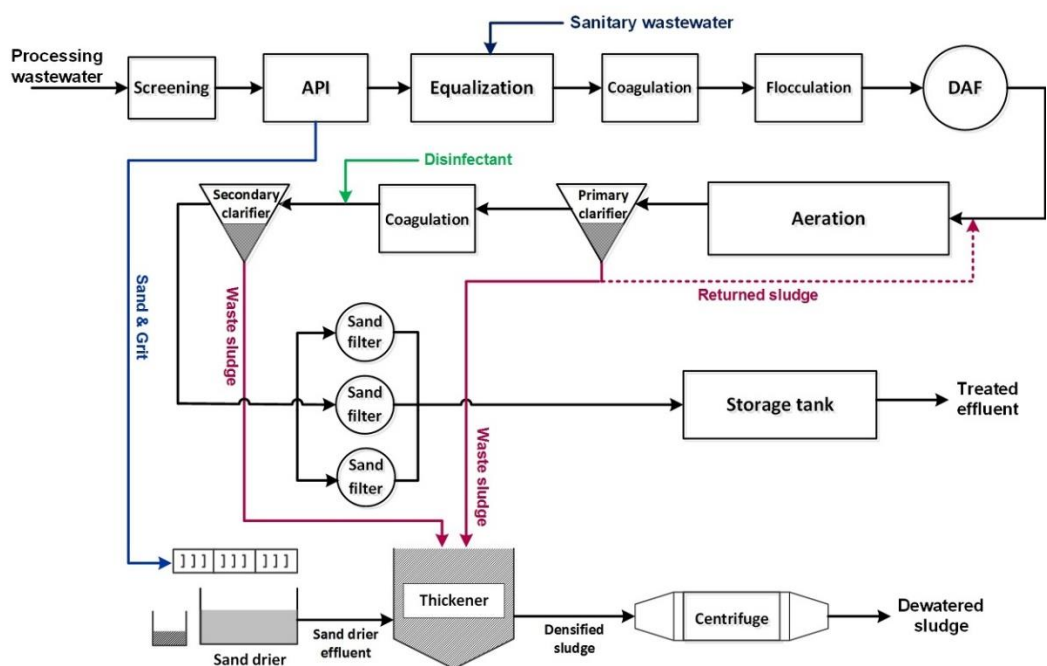 Sanitary wastewater
Processing
wastewater
Screening
API
Equalization
Coagulation
Flocculation
DAF
Disinfectant
Secondary
clarifier
Coagulation
Primary
clarifier
Aeration
Returned sludge
Sand & Grit
Waste sludge
Waste sludge
Sand
filter
Sand
filter
Sand
filter
Storage tank
Treated
effluent
Thickener
Centrifuge
Dewatered
sludge
Sand drier
effluent
Densified
sludge
Sand drier